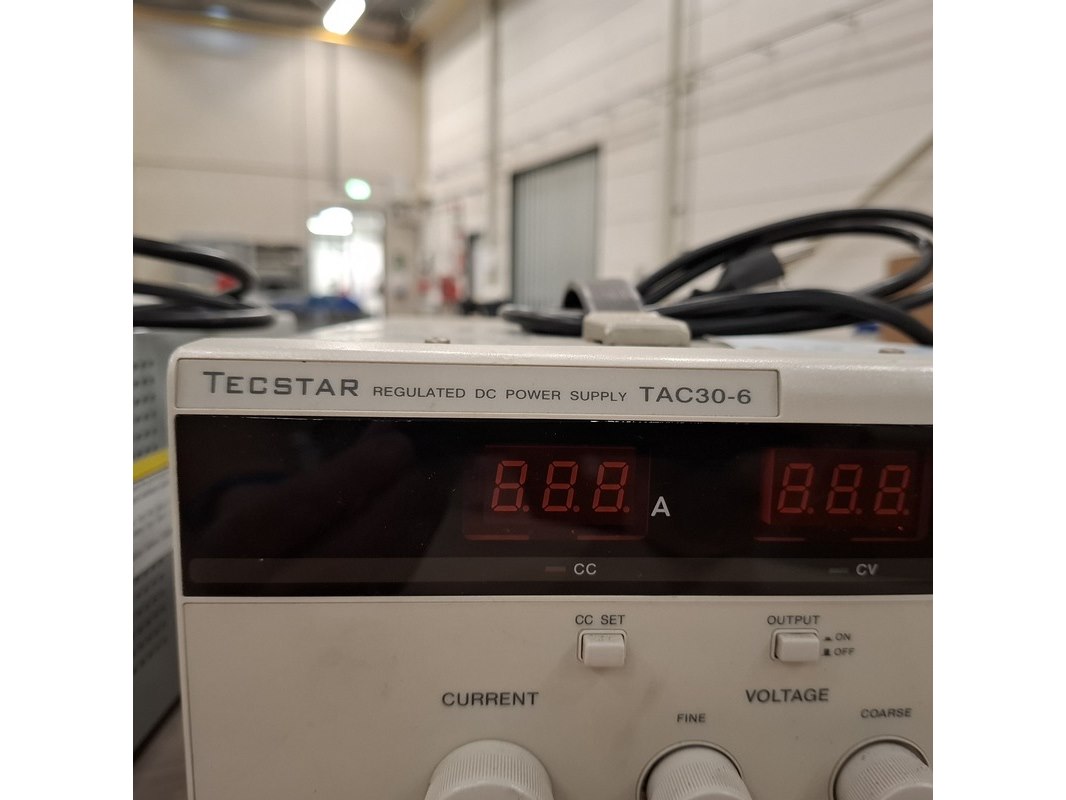 TECSTAR REGULATED DC POWER SUPPLY TAC30-6
8.8.8. A 8.8.8.
CC CV
CC SET OUTPUT
ON
OFF
CURRENT VOLTAGE
FINE COARSE